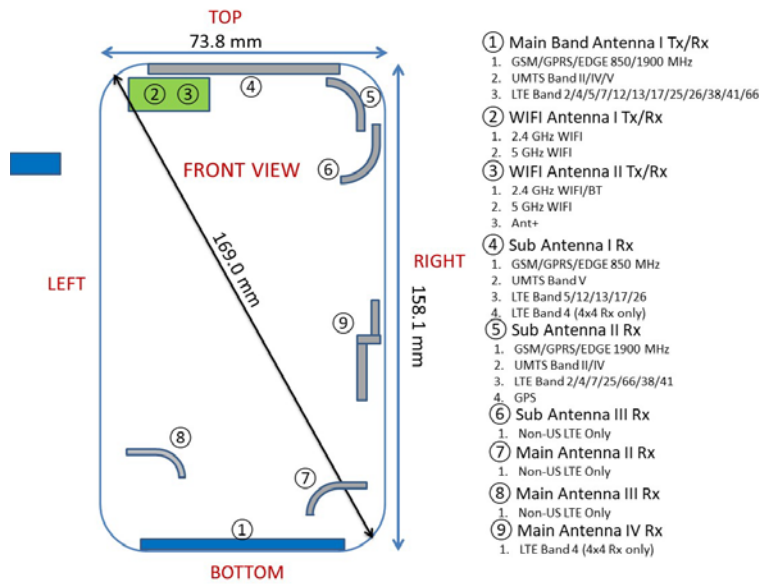 TOP
73.8 mm
④
② ③
⑤
FRONT VIEW
⑥
169.0 mm
LEFT
RIGHT
158.1 mm
⑨
⑧
⑦
①
BOTTOM
① Main Band Antenna I Tx/Rx
1. GSM/GPRS/EDGE 850/1900 MHz
2. UMTS Band II/IV/V
3. LTE Band 2/4/5/7/12/13/17/25/26/38/41/66
② WIFI Antenna I Tx/Rx
1. 2.4 GHz WIFI
2. 5 GHz WIFI
③ WIFI Antenna II Tx/Rx
1. 2.4 GHz WIFI/BT
2. 5 GHz WIFI
3. Ant+
④ Sub Antenna I Rx
1. GSM/GPRS/EDGE 850 MHz
2. UMTS Band V
3. LTE Band 5/12/13/17/26
4. LTE Band 4 (4x4 Rx only)
⑤ Sub Antenna II Rx
1. GSM/GPRS/EDGE 1900 MHz
2. UMTS Band II/IV
3. LTE Band 2/4/7/25/66/38/41
4. GPS
⑥ Sub Antenna III Rx
1. Non-US LTE Only
⑦ Main Antenna II Rx
1. Non-US LTE Only
⑧ Main Antenna III Rx
1. Non-US LTE Only
⑨ Main Antenna IV Rx
1. LTE Band 4 (4x4 Rx only)